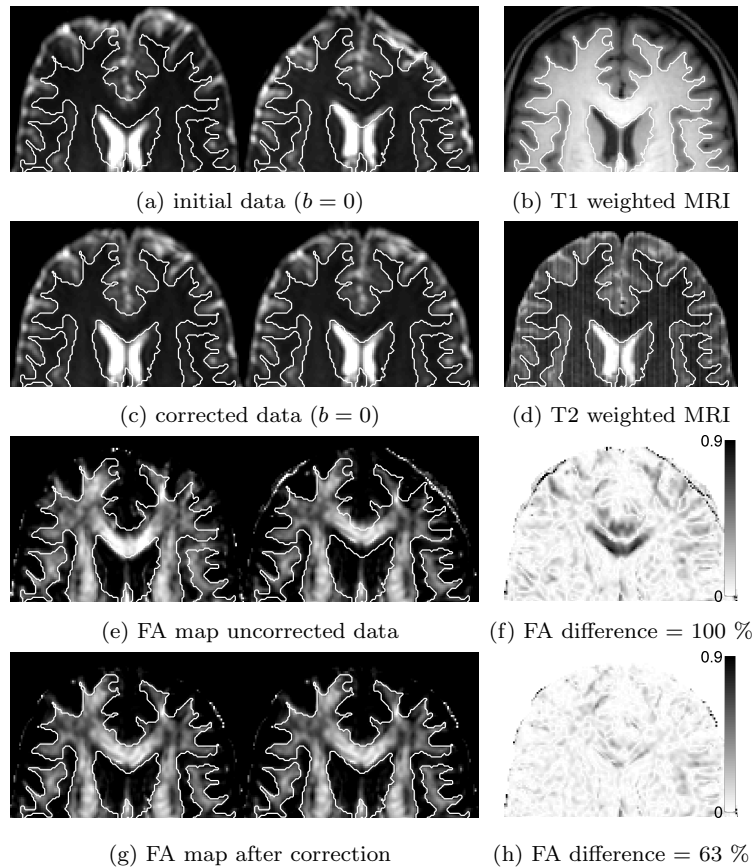 (a) initial data (b = 0)
(b) T1 weighted MRI
(c) corrected data (b = 0)
(d) T2 weighted MRI
0.9
0
(e) FA map uncorrected data
(f) FA difference = 100 %
0.9
0
(g) FA map after correction
(h) FA difference = 63 %